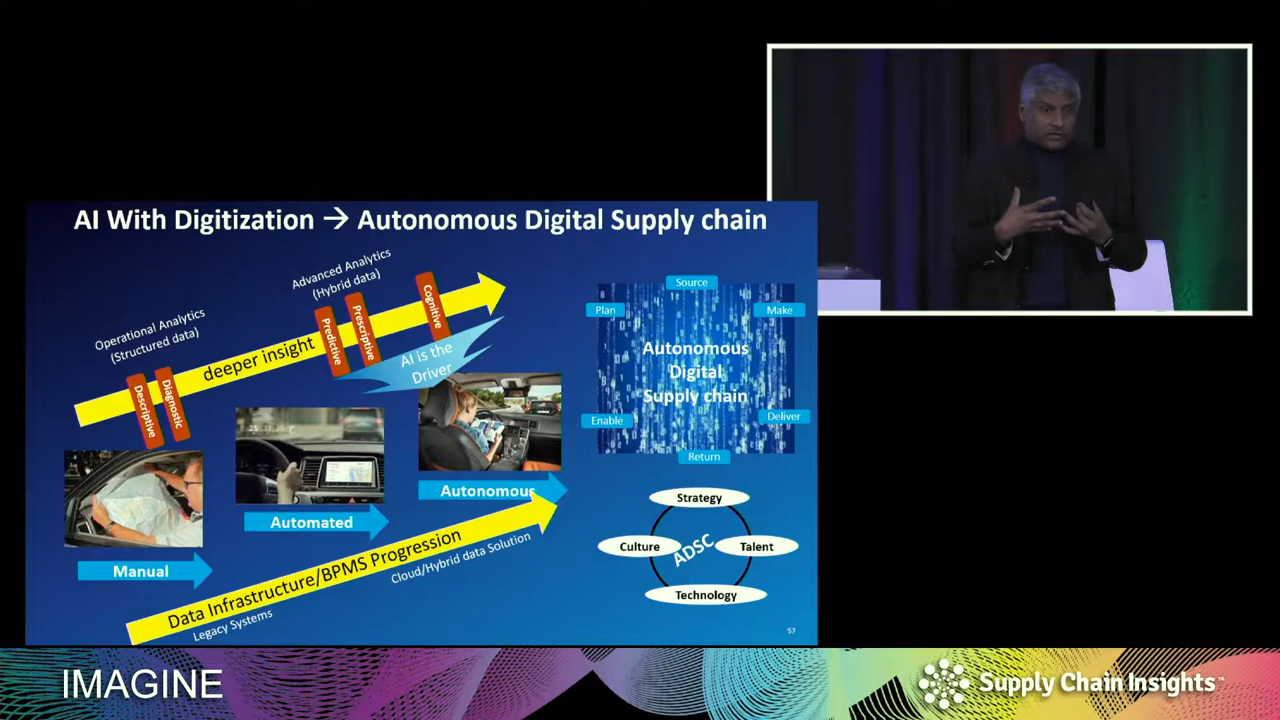 AI With Digitization → Autonomous Digital Supply chain
Operational Analytics
(Structured data)
Advanced Analytics
(Hybrid data)
deeper insight
Descriptive
Diagnostic
Predictive
Prescriptive
Cognitive
AI is the
Driver
Manual
Automated
Autonomous
Data Infrastructure/BPMS Progression
Legacy Systems
Cloud/Hybrid data Solution
Source
Plan
Make
Autonomous
Digital
Supply chain
Enable
Deliver
Return
Strategy
Culture
ADSC
Talent
Technology
57
IMAGINE
Supply Chain Insights™